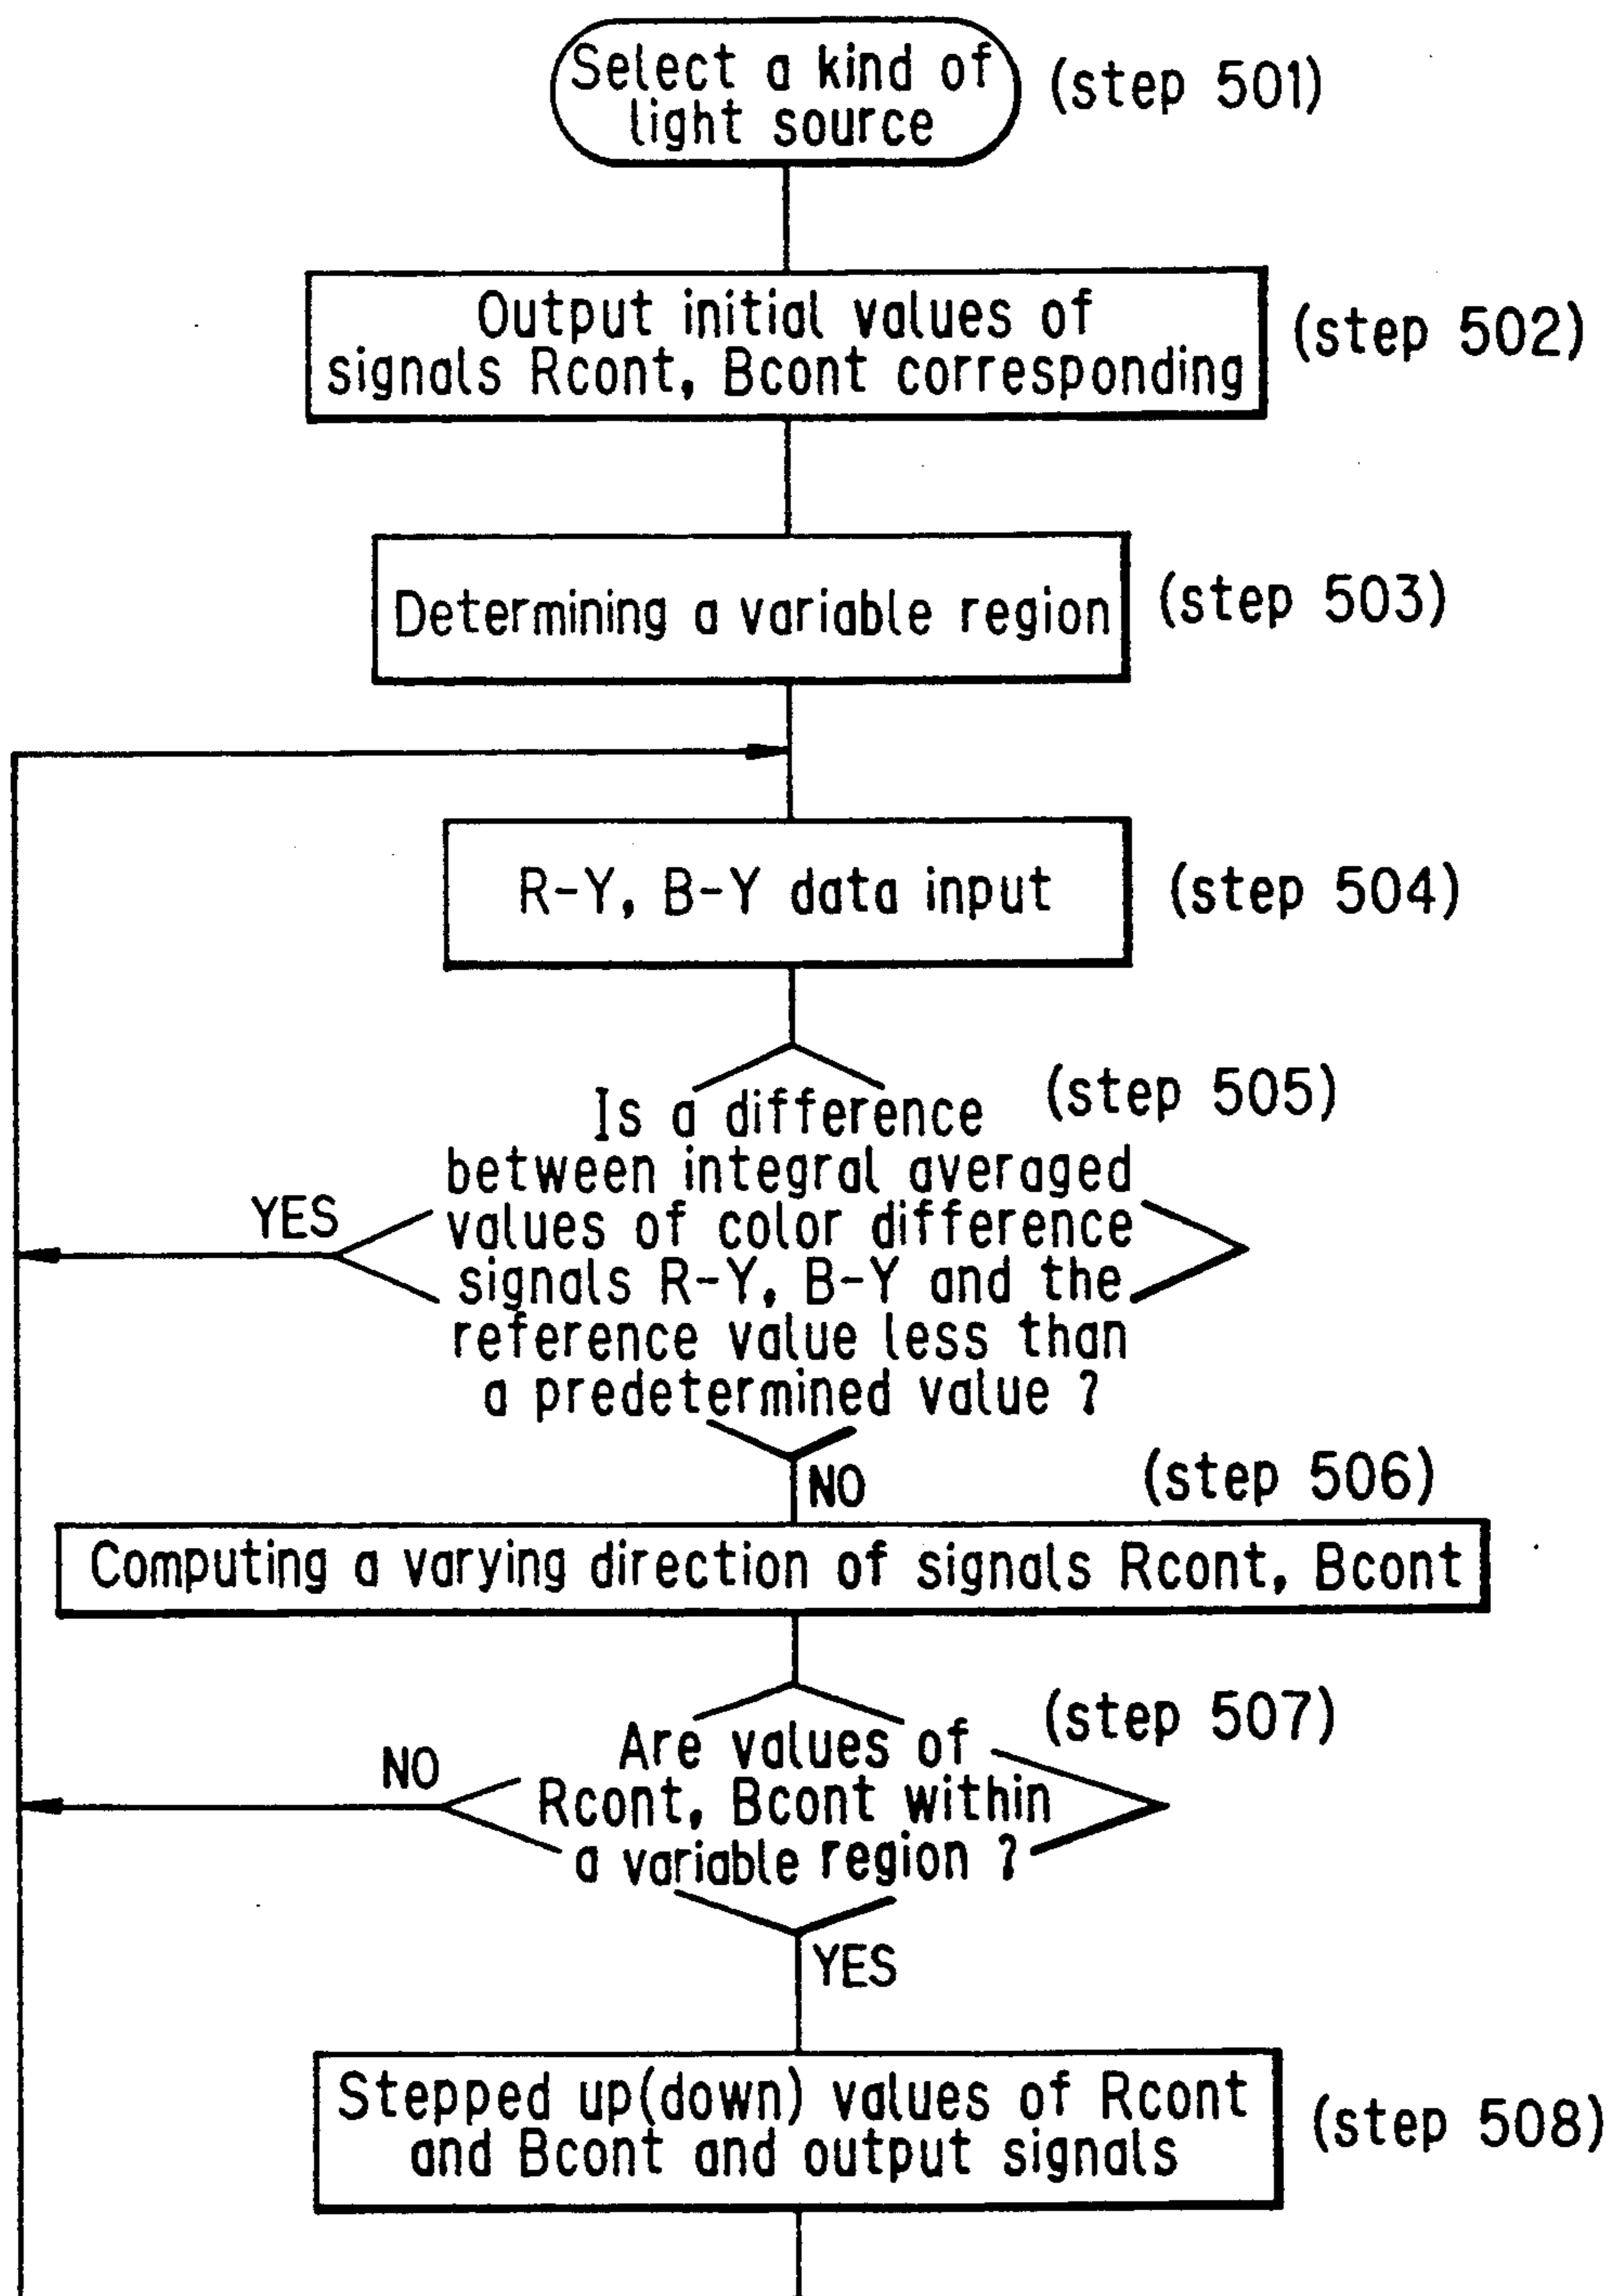 Select a kind of
light source
(step 501)
Output initial values of
signals Rcont, Bcont corresponding
(step 502)
Determining a variable region
(step 503)
R-Y, B-Y data input
(step 504)
(step 505)
Is a difference
between integral averaged
values of color difference
signals R-Y, B-Y and the
reference value less than
a predetermined value ?
YES
NO
(step 506)
Computing a varying direction of signals Rcont, Bcont
(step 507)
Are values of
Rcont, Bcont within
a variable region ?
NO
YES
Stepped up(down) values of Rcont
and Bcont and output signals
(step 508)